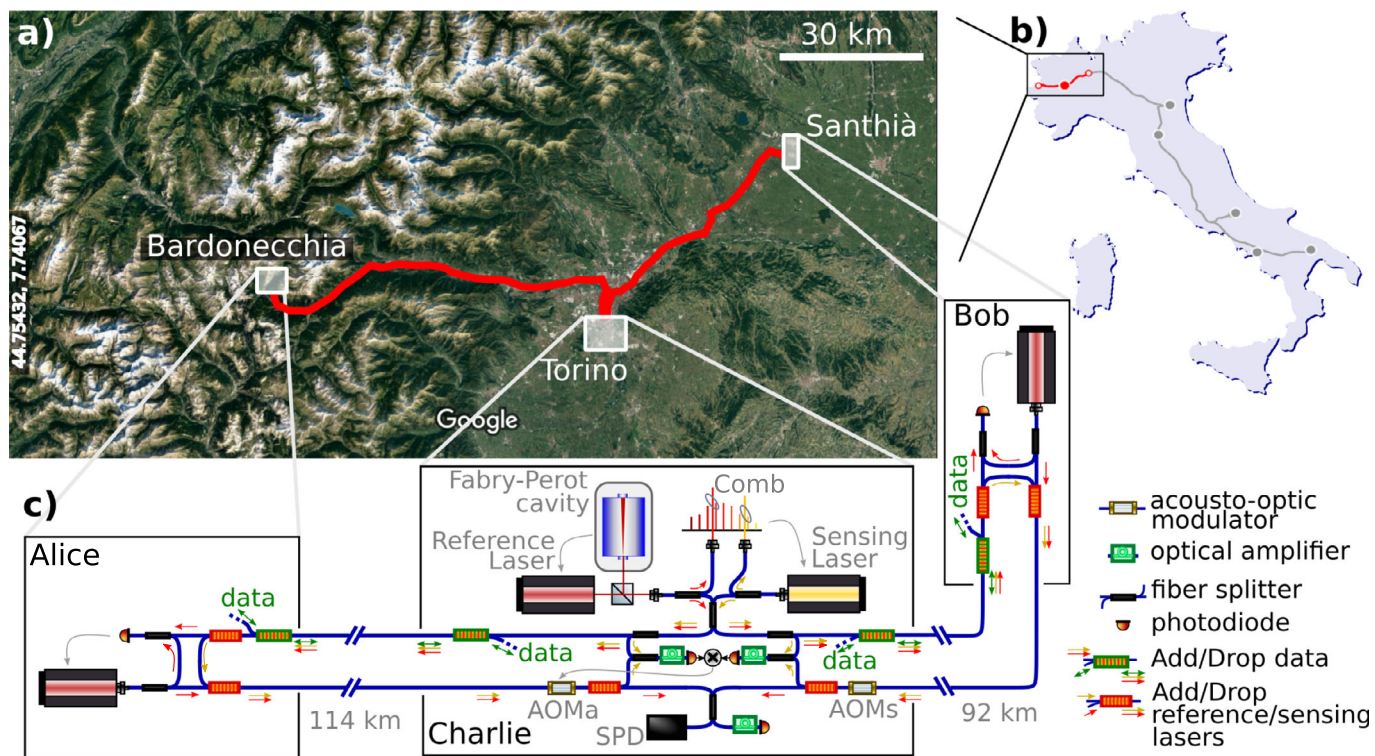 a)
30 km
b)
Santhià
Bardonecchia
44.75432, 7.74067
Torino
Google
Bob
data
c)
Fabry-Perot
cavity
Comb
Reference
Laser
Sensing
Laser
Alice
data
data
data
AOMa
AOMs
114 km
92 km
SPD
Charlie
acousto-optic
modulator
optical amplifier
fiber splitter
photodiode
Add/Drop data
Add/Drop
reference/sensing
lasers